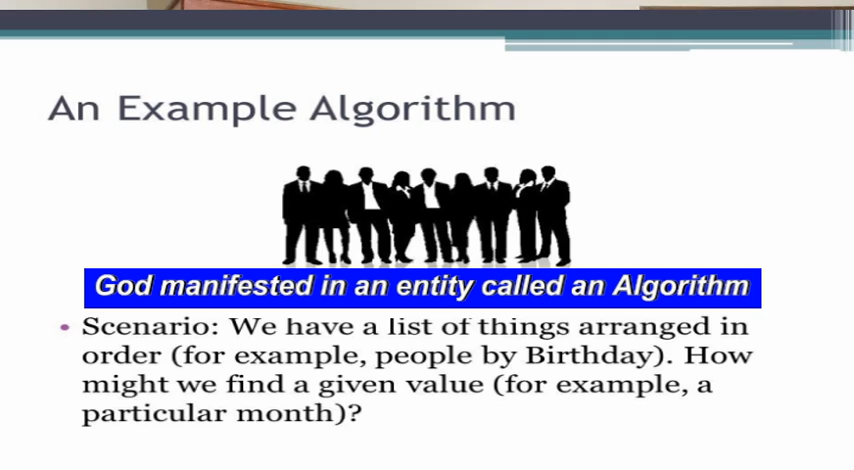 An Example Algorithm
God manifested in an entity called an Algorithm
• Scenario: We have a list of things arranged in
order (for example, people by Birthday). How
might we find a given value (for example, a
particular month)?